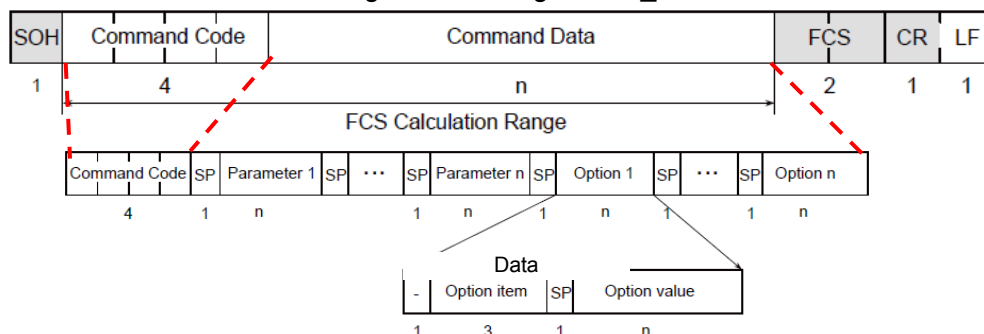 SOH Command Code Command Data FCS CR LF
1 4 n 2 1 1
FCS Calculation Range
Command Code SP Parameter 1 SP ··· SP Parameter n SP Option 1 SP ··· SP Option n
4 1 n 1 n 1 n 1 1 n
Data
- Option item SP Option value
1 3 1 n